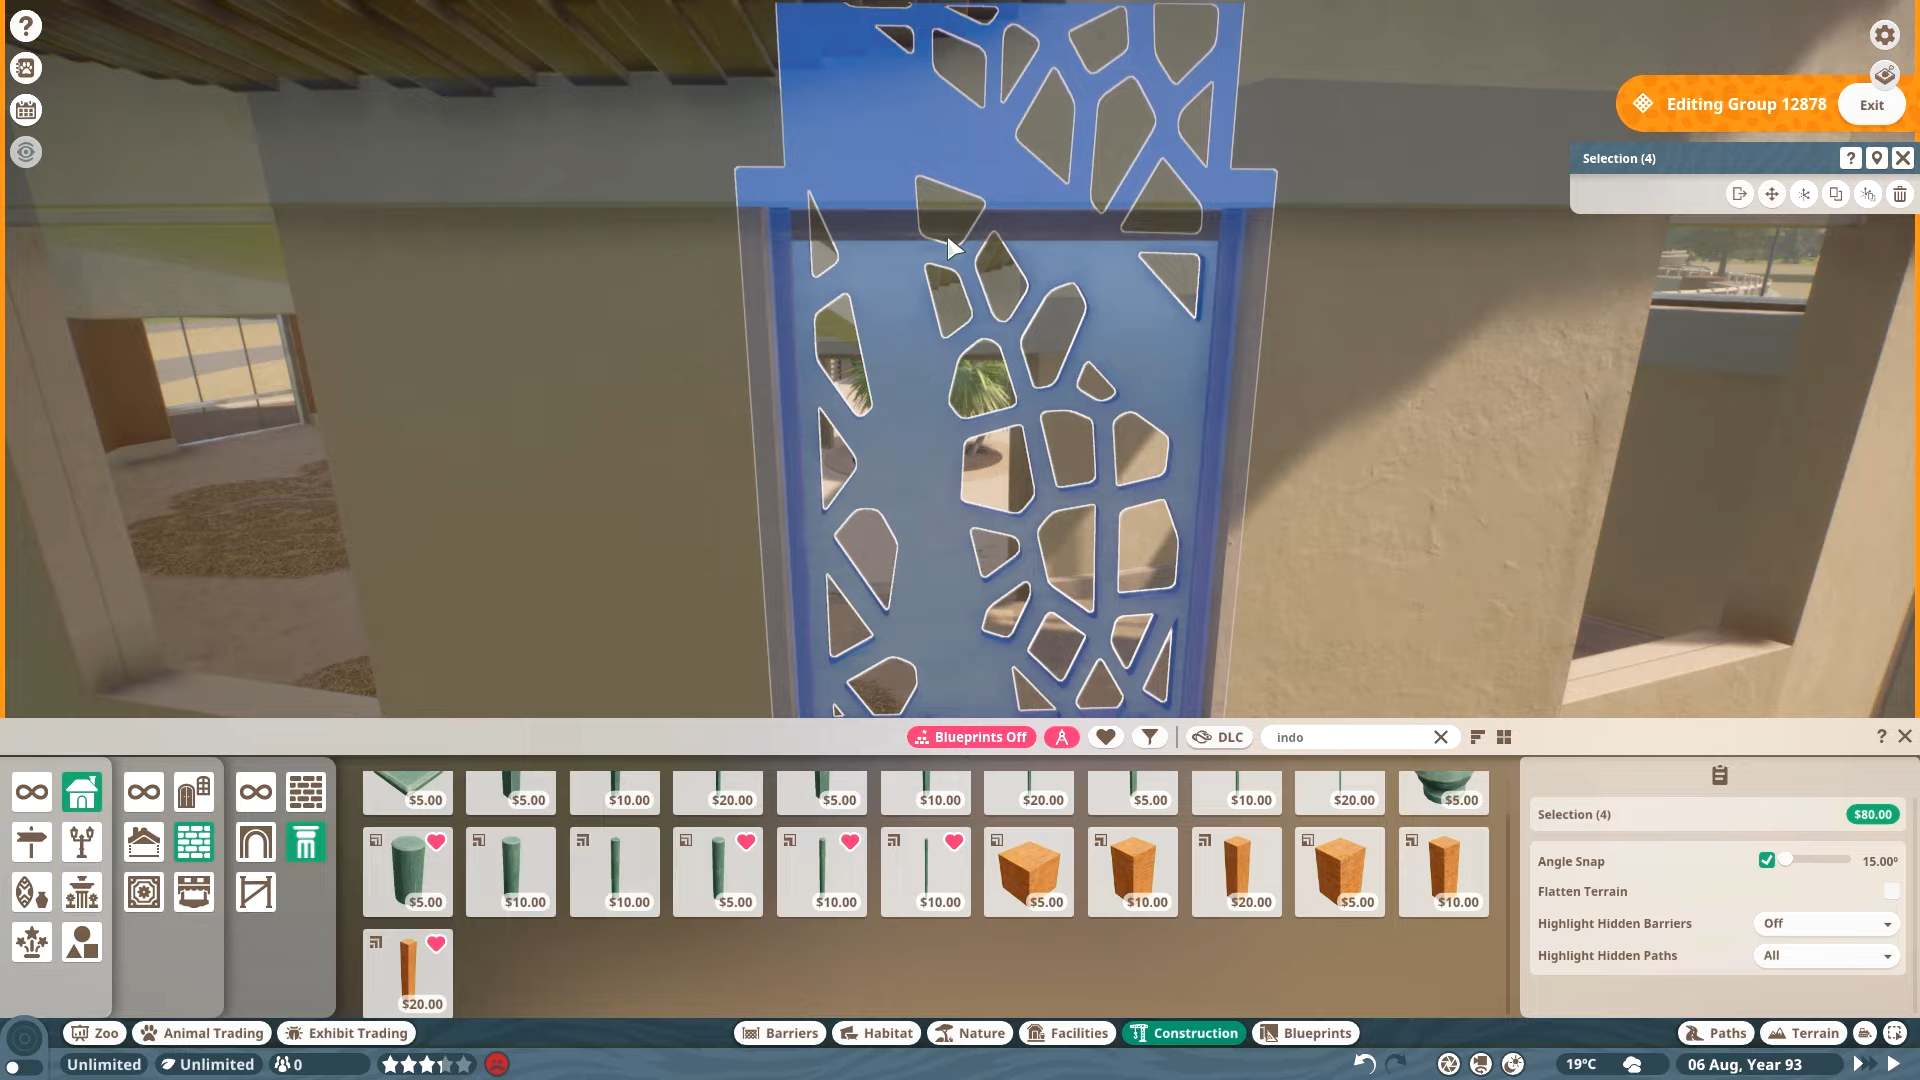 Editing Group 12878
Exit
Selection (4)
?
?
Blueprints Off
DLC
indo
?
$5.00
$5.00
$10.00
$20.00
$5.00
$10.00
$20.00
$5.00
$10.00
$20.00
$5.00
$5.00
$10.00
$10.00
$5.00
$10.00
$10.00
$5.00
$10.00
$20.00
$5.00
$10.00
$20.00
Selection (4)
$80.00
Angle Snap
15.00°
Flatten Terrain
Highlight Hidden Barriers
Off
Highlight Hidden Paths
All
Zoo
Animal Trading
Exhibit Trading
Barriers
Habitat
Nature
Facilities
Construction
Blueprints
Paths
Terrain
Unlimited
Unlimited
0
19°C
06 Aug, Year 93